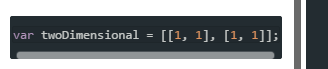 var twoDimensional = [[1, 1], [1, 1]];